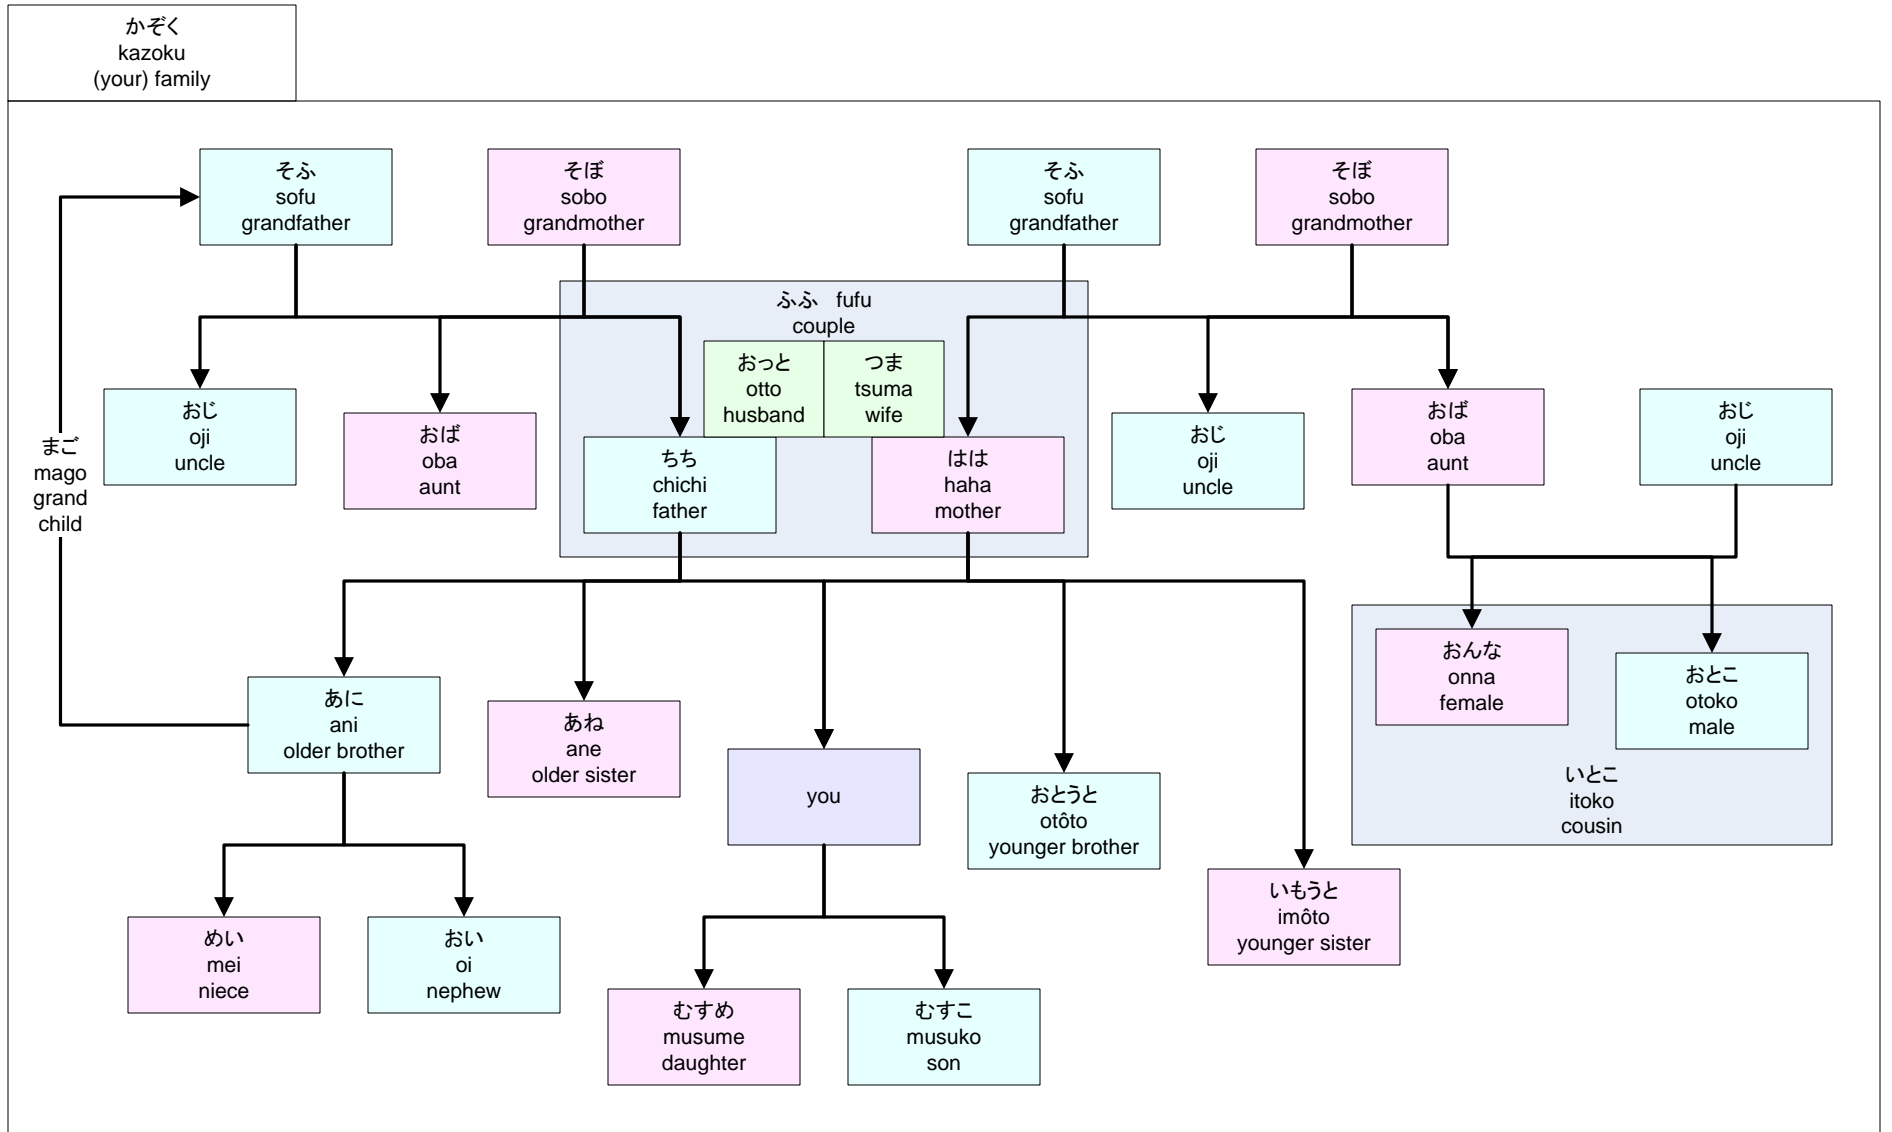 かぞく
kazoku
(your) family
そふ
sofu
grandfather
そぼ
sobo
grandmother
そふ
sofu
grandfather
そぼ
sobo
grandmother
ふふ fufu
couple
おっと
otto
husband
つま
tsuma
wife
おじ
oji
uncle
おば
oba
aunt
ちち
chichi
father
はは
haha
mother
おじ
oji
uncle
おば
oba
aunt
おじ
oji
uncle
まご
mago
grand
child
あに
ani
older brother
あね
ane
older sister
you
おとうと
otôto
younger brother
いもうと
imôto
younger sister
おんな
onna
female
おとこ
otoko
male
いとこ
itoko
cousin
めい
mei
niece
おい
oi
nephew
むすめ
musume
daughter
むすこ
musuko
son